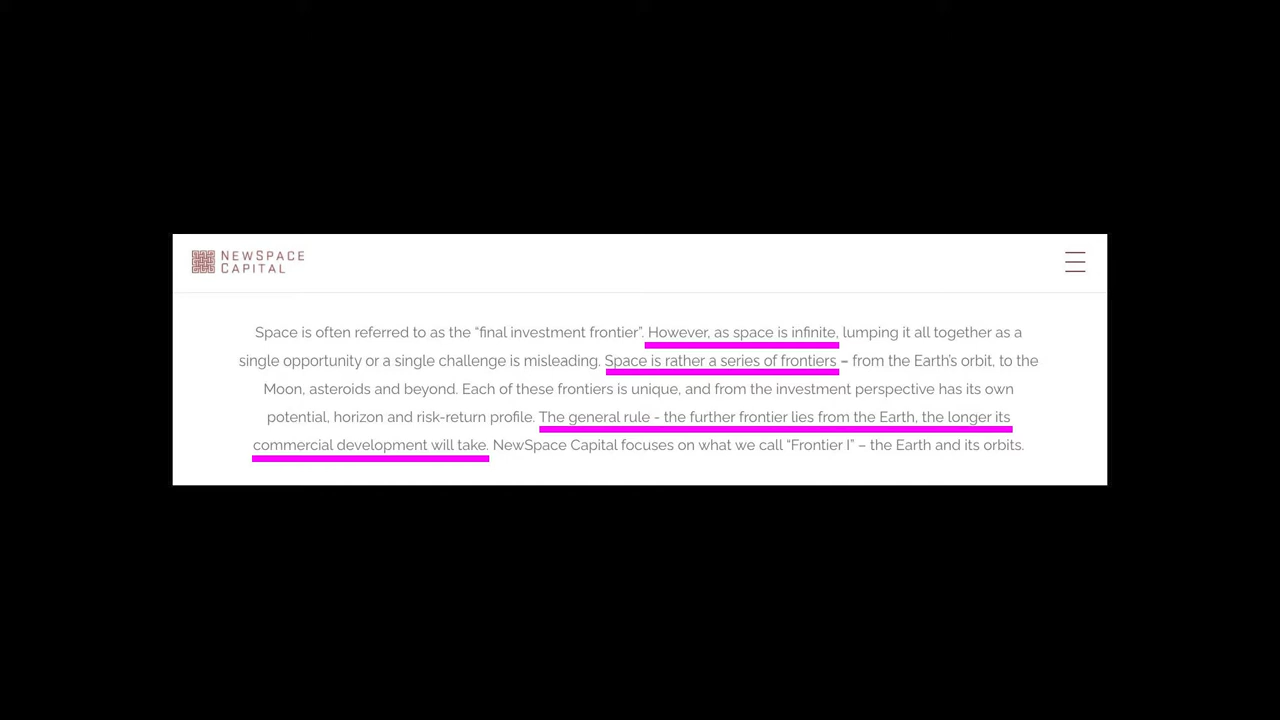 NEWSPACE
CAPITAL
Space is often referred to as the “final investment frontier”. However, as space is infinite, lumping it all together as a
single opportunity or a single challenge is misleading. Space is rather a series of frontiers – from the Earth’s orbit, to the
Moon, asteroids and beyond. Each of these frontiers is unique, and from the investment perspective has its own
potential, horizon and risk-return profile. The general rule - the further frontier lies from the Earth, the longer its
commercial development will take. NewSpace Capital focuses on what we call “Frontier I” – the Earth and its orbits.